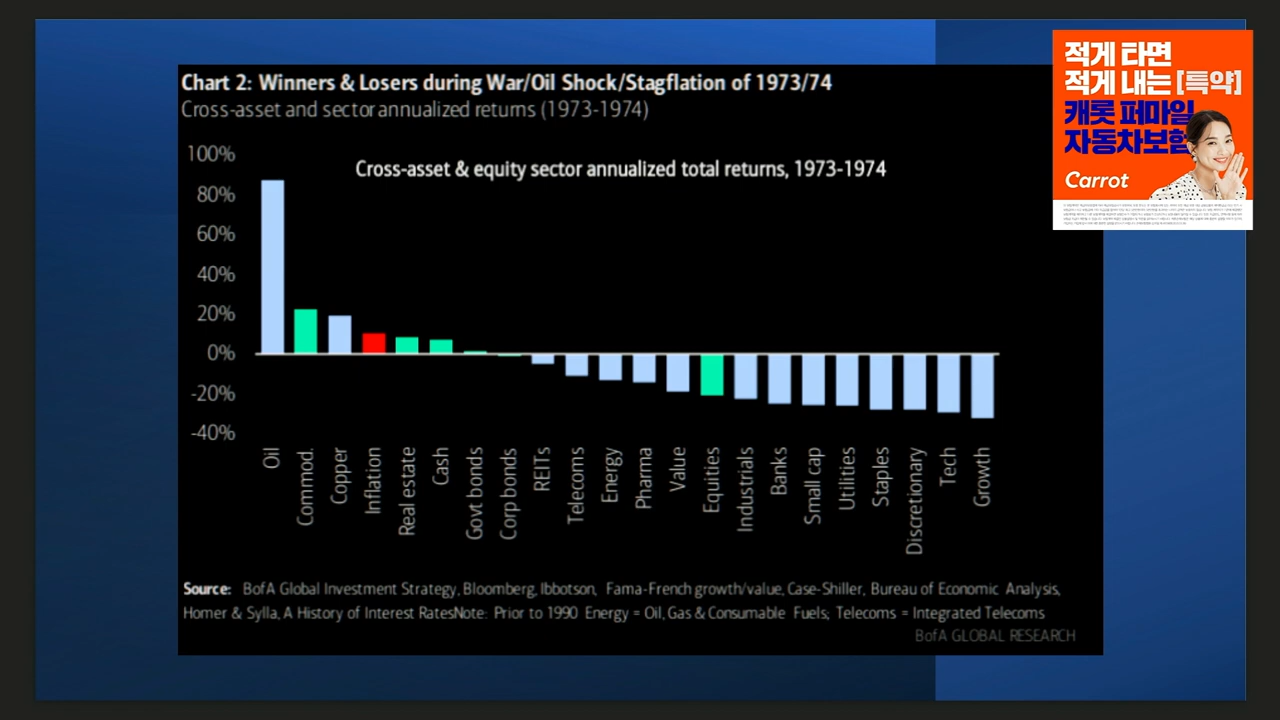 Chart 2: Winners & Losers during War/Oil Shock/Stagflation of 1973/74
Cross-asset and sector annualized returns (1973-1974)
Cross-asset & equity sector annualized total returns, 1973-1974
100%
80%
60%
40%
20%
0%
-20%
-40%
Oil
Commod.
Copper
Inflation
Real estate
Cash
Govt bonds
Corp bonds
REITs
Telecoms
Energy
Pharma
Value
Equities
Industrials
Banks
Small cap
Utilities
Staples
Discretionary
Tech
Growth
Source: BofA Global Investment Strategy, Bloomberg, Ibbotson, Fama-French growth/value, Case-Shiller, Bureau of Economic Analysis,
Homer & Sylla, A History of Interest RatesNote: Prior to 1990 Energy = Oil, Gas & Consumable Fuels; Telecoms = Integrated Telecoms
BofA GLOBAL RESEARCH
적게 타면
적게 내는 [특약]
캐롯 퍼마일
자동차보험
Carrot